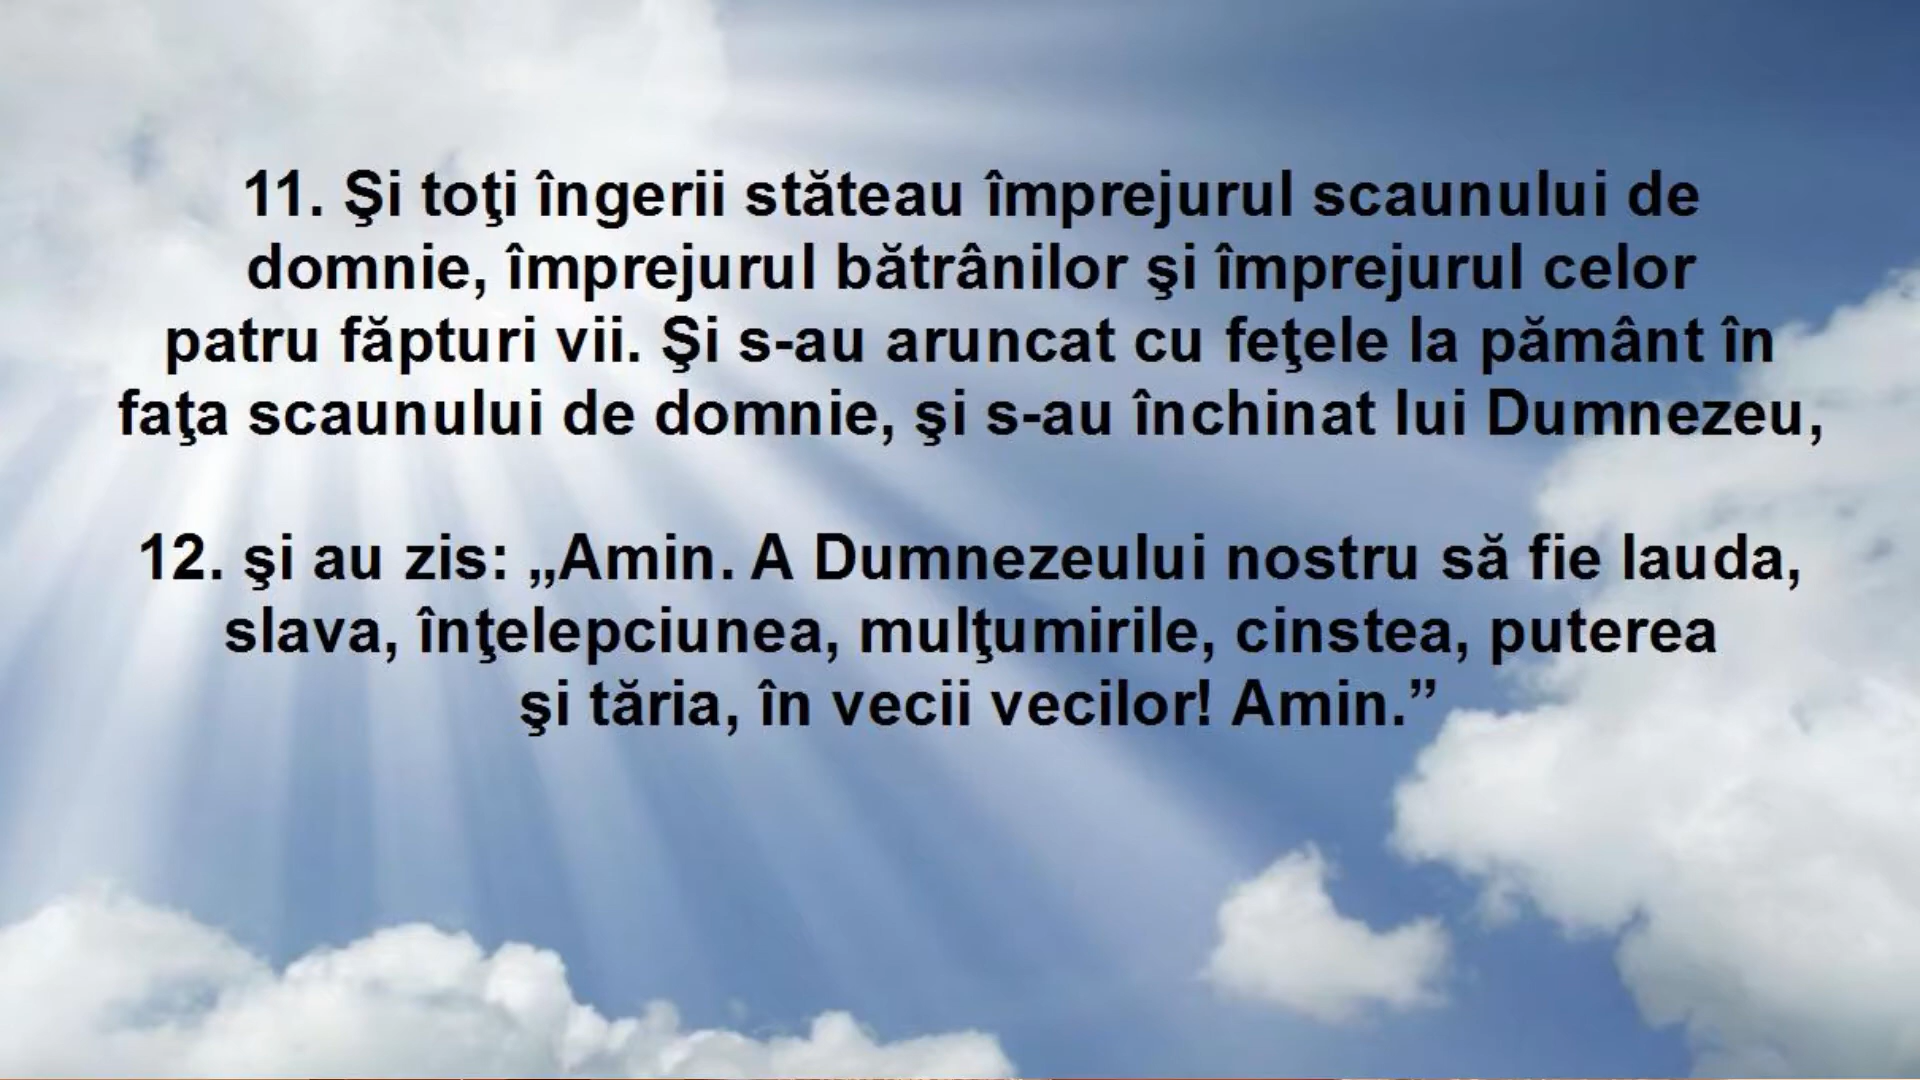 11. Şi toţi îngerii stăteau împrejurul scaunului de
domnie, împrejurul bătrânilor şi împrejurul celor
patru făpturi vii. Şi s-au aruncat cu feţele la pământ în
faţa scaunului de domnie, şi s-au închinat lui Dumnezeu,
12. şi au zis: „Amin. A Dumnezeului nostru să fie lauda,
slava, înţelepciunea, mulţumirile, cinstea, puterea
şi tăria, în vecii vecilor! Amin.”